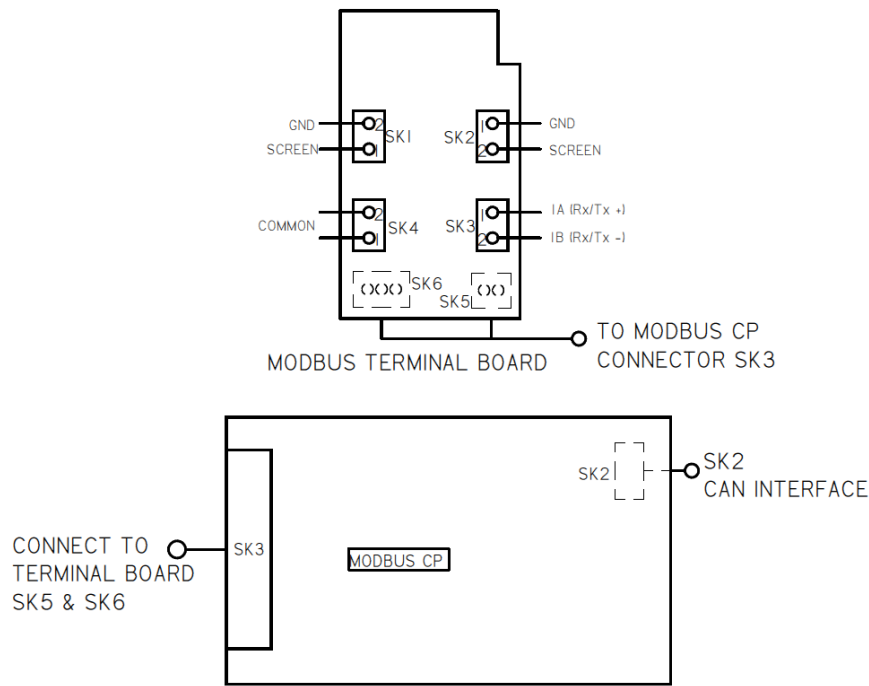 GND 2 SK1 SK2 1 GND
SCREEN 1 2 SCREEN
COMMON 2 SK4 SK3 1 1A (Rx/Tx +)
1 2 1B (Rx/Tx -)
SK6
SK5
TO MODBUS CP
CONNECTOR SK3
MODBUS TERMINAL BOARD
SK2
SK2
CAN INTERFACE
CONNECT TO
TERMINAL BOARD
SK5 & SK6
SK3
MODBUS CP